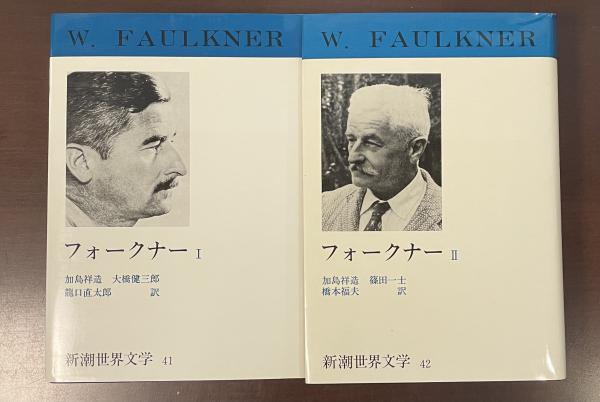 W. FAULKNER
フォークナー I
加島祥造 大橋健三郎
龍口直太郎 訳
新潮世界文学 41
W. FAULKNER
フォークナー II
加島祥造 篠田一士
橋本福夫 訳
新潮世界文学 42